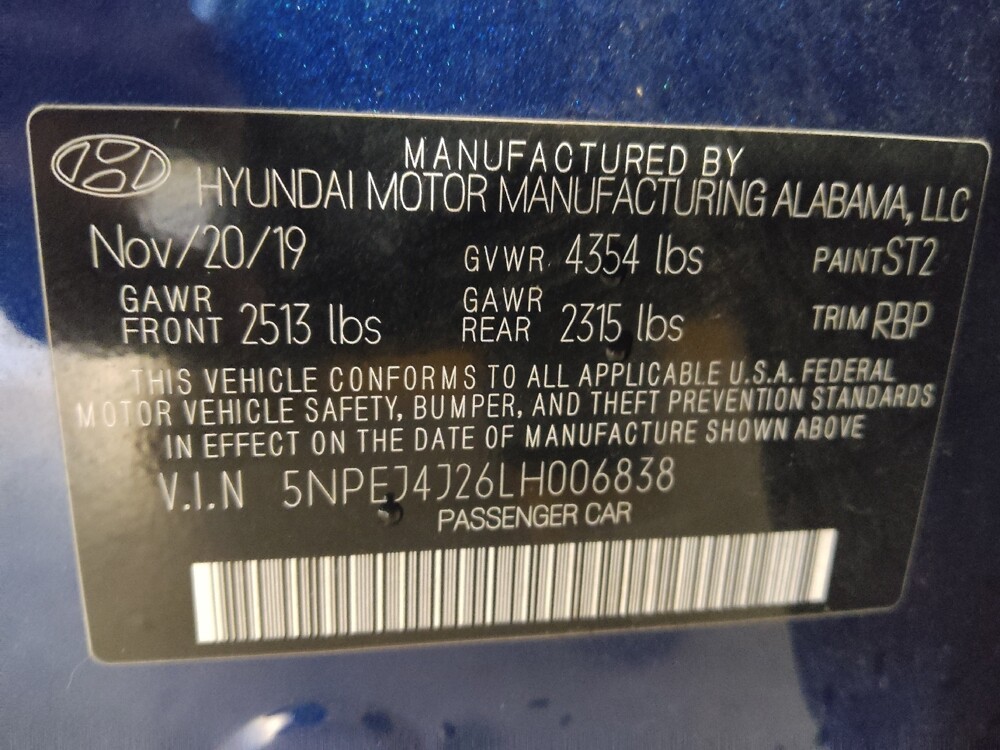 MANUFACTURED BY
HYUNDAI MOTOR MANUFACTURING ALABAMA, LLC
Nov/20/19 GVWR 4354 lbs PAINT ST2
GAWR FRONT 2513 lbs GAWR REAR 2315 lbs TRIM RBP
THIS VEHICLE CONFORMS TO ALL APPLICABLE U.S.A. FEDERAL
MOTOR VEHICLE SAFETY, BUMPER, AND THEFT PREVENTION STANDARDS
IN EFFECT ON THE DATE OF MANUFACTURE SHOWN ABOVE
V.I.N 5NPEJ4J26LH006838
PASSENGER CAR